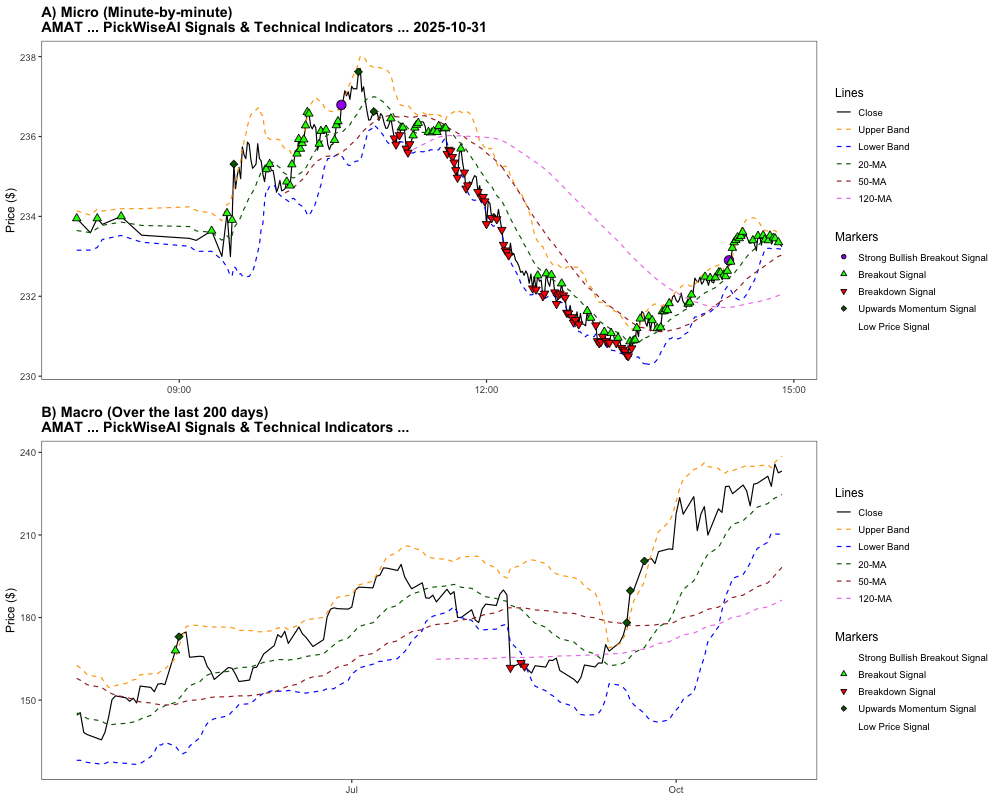 A) Micro (Minute-by-minute)
AMAT ... PickWiseAI Signals & Technical Indicators ... 2025-10-31
Price ($)
238
236
234
232
230
09:00
12:00
15:00
Lines
Close
Upper Band
Lower Band
20-MA
50-MA
120-MA
Markers
Strong Bullish Breakout Signal
Breakout Signal
Breakdown Signal
Upwards Momentum Signal
Low Price Signal
B) Macro (Over the last 200 days)
AMAT ... PickWiseAI Signals & Technical Indicators ...
Price ($)
240
210
180
150
Jul
Oct
Lines
Close
Upper Band
Lower Band
20-MA
50-MA
120-MA
Markers
Strong Bullish Breakout Signal
Breakout Signal
Breakdown Signal
Upwards Momentum Signal
Low Price Signal